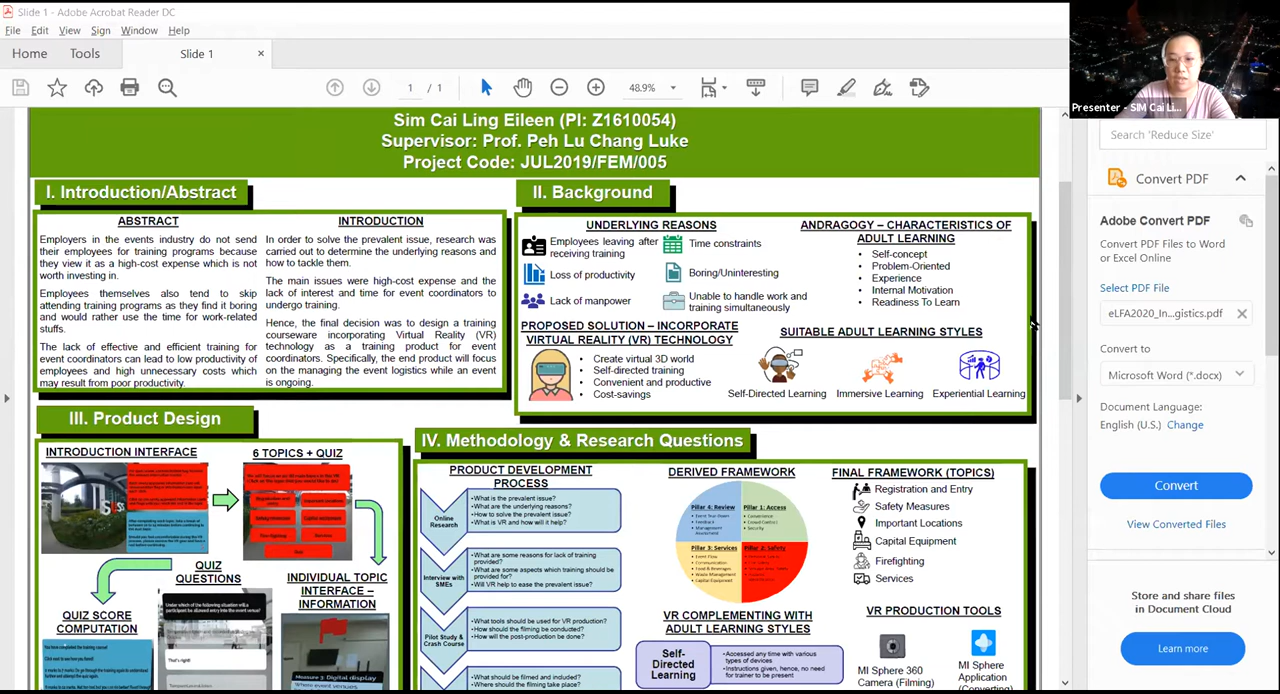 Slide 1 - Adobe Acrobat Reader DC
File Edit View Sign Window Help
Home Tools Slide 1 ×
1 / 1 48.9%
Presenter - SIM Cai Li...
Sim Cai Ling Eileen (PI: Z1610054)
Supervisor: Prof. Peh Lu Chang Luke
Project Code: JUL2019/FEM/005
I. Introduction/Abstract
ABSTRACT
Employers in the events industry do not send
their employees for training programs because
they view it as a high-cost expense which is not
worth investing in.
Employees themselves also tend to skip
attending training programs as they find it boring
and would rather use the time for work-related
stuffs.
The lack of effective and efficient training for
event coordinators can lead to low productivity of
employees and high unnecessary costs which
may result from poor productivity.
INTRODUCTION
In order to solve the prevalent issue, research was
carried out to determine the underlying reasons and
how to tackle them.
The main issues were high-cost expense and the
lack of interest and time for event coordinators to
undergo training.
Hence, the final decision was to design a training
courseware incorporating Virtual Reality (VR)
technology as a training product for event
coordinators. Specifically, the end product will focus
on the managing the event logistics while an event
is ongoing.
II. Background
UNDERLYING REASONS
Employees leaving after
receiving training
Time constraints
Loss of productivity
Boring/Uninteresting
Lack of manpower
Unable to handle work and
training simultaneously
ANDRAGOGY – CHARACTERISTICS OF
ADULT LEARNING
• Self-concept
• Problem-Oriented
• Experience
• Internal Motivation
• Readiness To Learn
PROPOSED SOLUTION – INCORPORATE
VIRTUAL REALITY (VR) TECHNOLOGY
• Create virtual 3D world
• Self-directed training
• Convenient and productive
• Cost-savings
SUITABLE ADULT LEARNING STYLES
Self-Directed Learning Immersive Learning Experiential Learning
III. Product Design
INTRODUCTION INTERFACE
6 TOPICS + QUIZ
QUIZ
QUESTIONS
INDIVIDUAL TOPIC
INTERFACE –
INFORMATION
QUIZ SCORE
COMPUTATION
That's right!
Measure 3: Digital display
IV. Methodology & Research Questions
PRODUCT DEVELOPMENT
PROCESS
Online
Research
•What is the prevalent issue?
•What are the underlying reasons?
•How to solve the prevalent issue?
•What is VR and how will it help?
Interview with
SMEs
•What are some reasons for lack of training
provided?
•What are some aspects which training should be
provided for?
•Will VR help to ease the prevalent issue?
Pilot Study &
Crash Course
•What tools should be used for VR production?
•How should the filming be conducted?
•How will the post-production be done?
•What should be filmed and included?
•Where should the filming take place?
DERIVED FRAMEWORK
Pillar 4: Review
Pillar 1: Access
Pillar 3: Services
Pillar 2: Safety
VR COMPLEMENTING WITH
ADULT LEARNING STYLES
Self-
Directed
Learning
•Accessed any time with various
types of devices
•Instructions given, hence, no need
for trainer to be present
FINAL FRAMEWORK (TOPICS)
Registration and Entry
Safety Measures
Important Locations
Capital Equipment
Firefighting
Services
VR PRODUCTION TOOLS
MI Sphere 360
Camera (Filming)
MI Sphere
Application
(Converting)
Search 'Reduce Size'
Convert PDF
Adobe Convert PDF
Convert PDF Files to Word
or Excel Online
Select PDF File
eLFA2020_In...gistics.pdf
Convert to
Microsoft Word (*.docx)
Document Language:
English (U.S.) Change
Convert
View Converted Files
Store and share files
in Document Cloud
Learn more